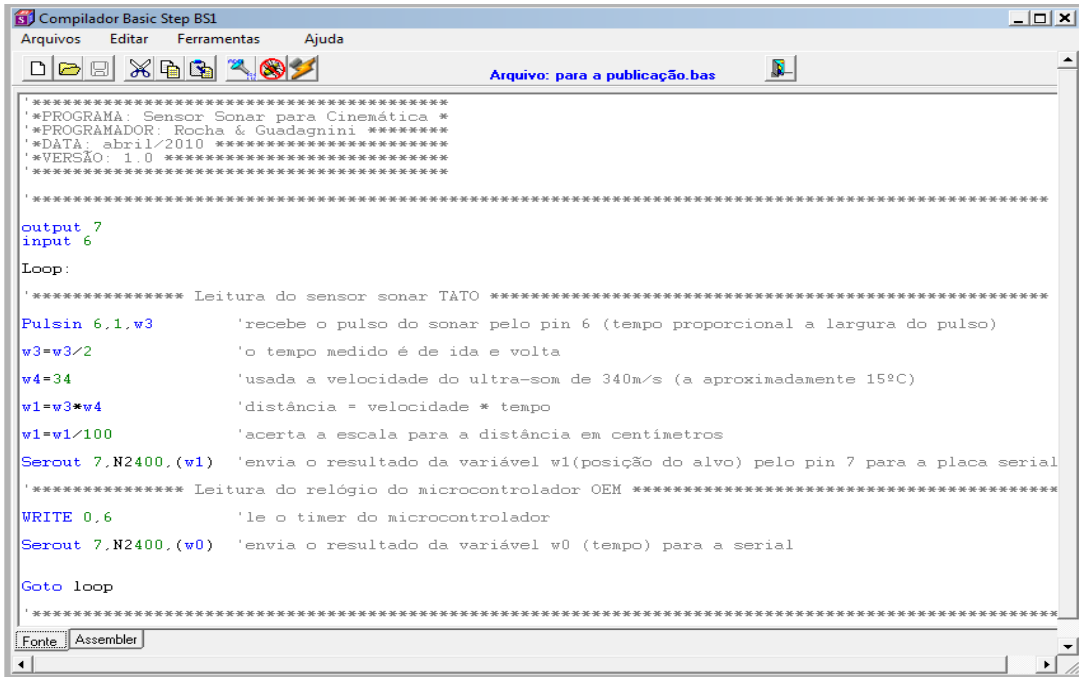 Compilador Basic Step BS1
Arquivos Editar Ferramentas Ajuda
Arquivo: para a publicação.bas
'*****************************************
'*PROGRAMA: Sensor Sonar para Cinemática *
'*PROGRAMADOR: Rocha & Guadagnini ********
'*DATA: abril/2010 ***********************
'*VERSÃO: 1.0 ****************************
'*****************************************
'****************************************************************************************************
output 7
input 6
Loop:
'*************** Leitura do sensor sonar TATO *******************************************************
Pulsin 6,1,w3 'recebe o pulso do sonar pelo pin 6 (tempo proporcional a largura do pulso)
w3=w3/2 'o tempo medido é de ida e volta
w4=34 'usada a velocidade do ultra-som de 340m/s (a aproximadamente 15ºC)
w1=w3*w4 'distância = velocidade * tempo
w1=w1/100 'acerta a escala para a distância em centímetros
Serout 7,N2400,(w1) 'envia o resultado da variável w1(posição do alvo) pelo pin 7 para a placa serial
'*************** Leitura do relógio do microcontrolador OEM ******************************************
WRITE 0,6 'le o timer do microcontrolador
Serout 7,N2400,(w0) 'envia o resultado da variável w0 (tempo) para a serial
Goto loop
'*****************************************************************************************************
Fonte Assembler